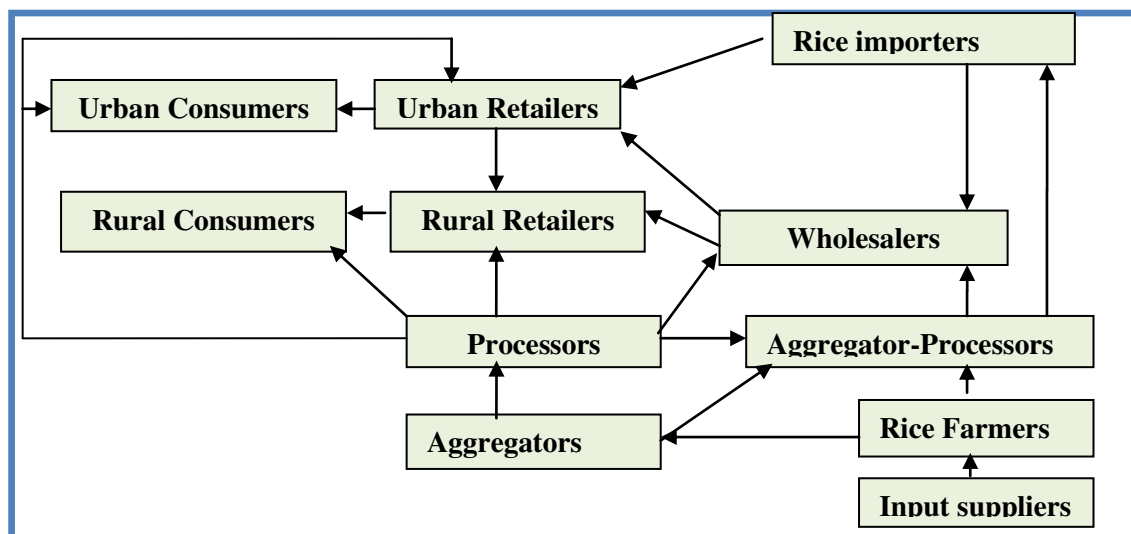 Rice importers
Urban Consumers
Urban Retailers
Rural Consumers
Rural Retailers
Wholesalers
Processors
Aggregator-Processors
Aggregators
Rice Farmers
Input suppliers